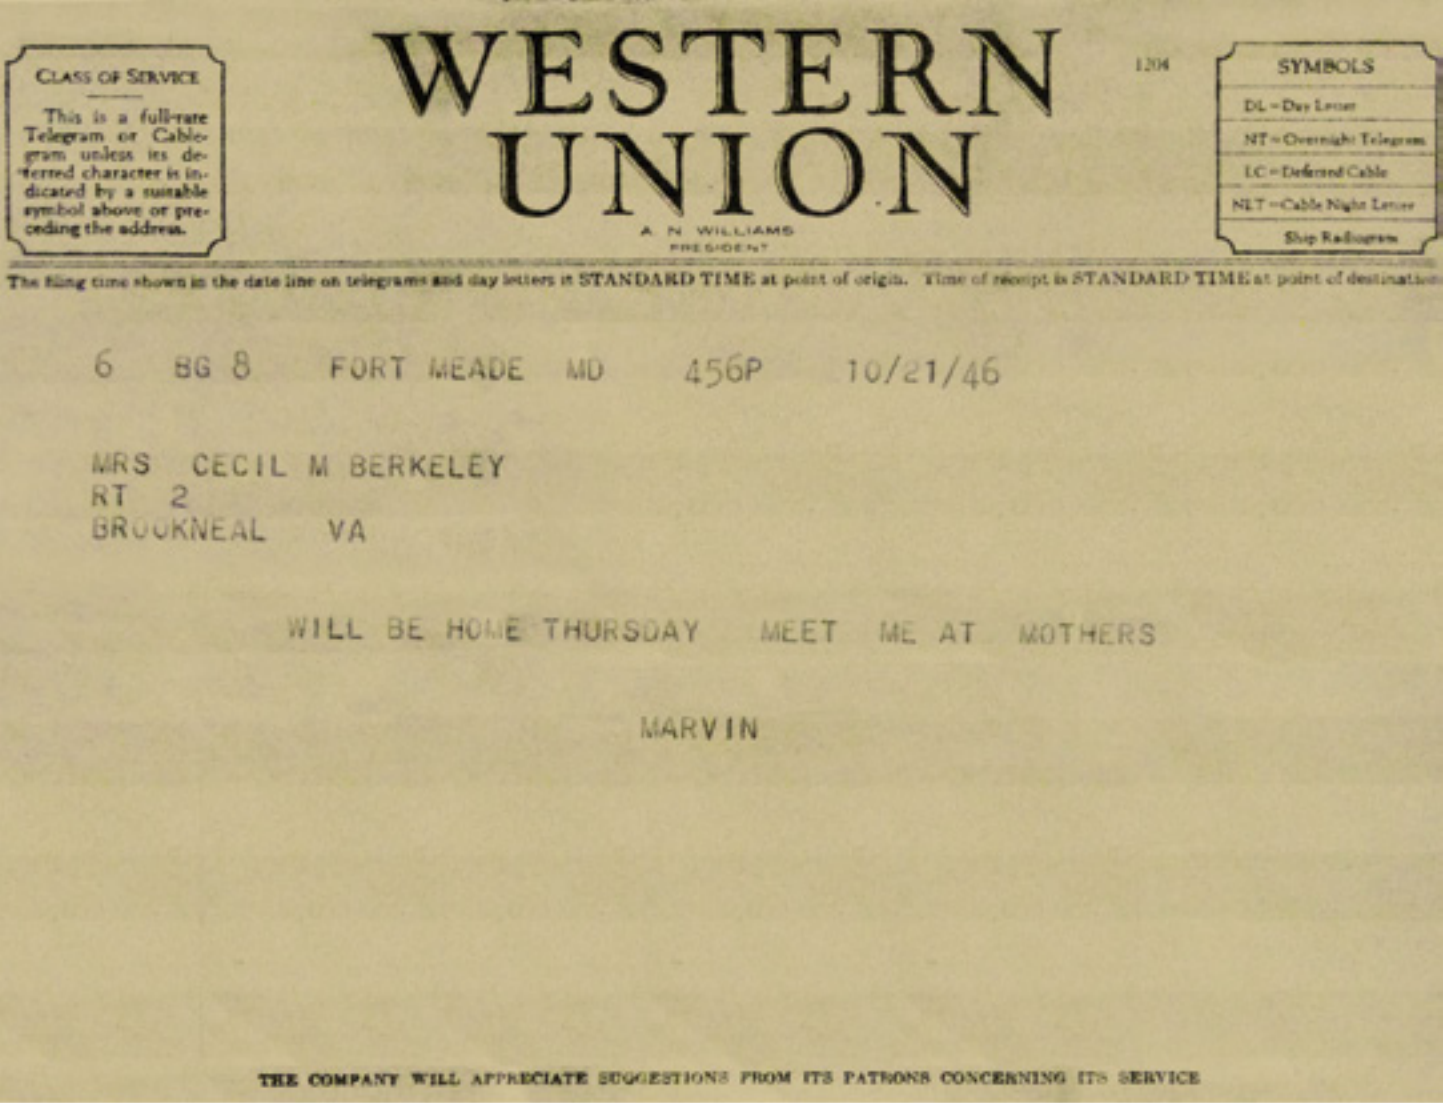 CLASS OF SERVICE
This is a full-rate
Telegram or Cable-
gram unless its de-
ferred character is in-
dicated by a suitable
symbol above or pre-
ceding the address.
WESTERN
UNION
A. N. WILLIAMS
PRESIDENT
1204
SYMBOLS
DL = Day Letter
NT = Overnight Telegram
LC = Deferred Cable
NLT = Cable Night Letter
Ship Radiogram
The filing time shown in the date line on telegrams and day letters is STANDARD TIME at point of origin. Time of receipt is STANDARD TIME at point of destination
6 BG 8 FORT MEADE MD 456P 10/21/46
MRS CECIL M BERKELEY
RT 2
BROOKNEAL VA
WILL BE HOME THURSDAY MEET ME AT MOTHERS
MARVIN
THE COMPANY WILL APPRECIATE SUGGESTIONS FROM ITS PATRONS CONCERNING ITS SERVICE